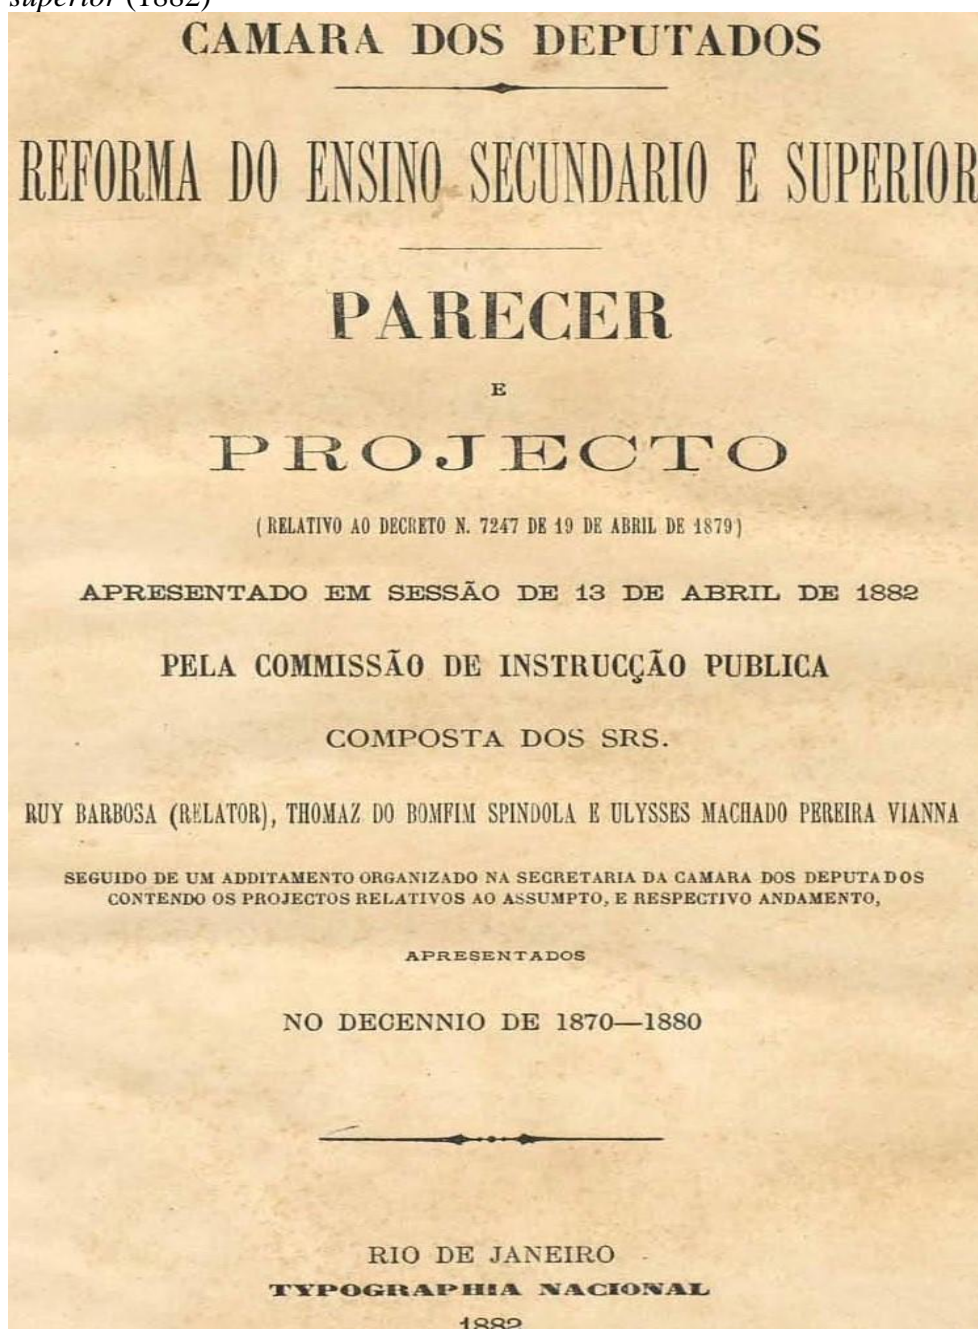 superior (1882)
CAMARA DOS DEPUTADOS
REFORMA DO ENSINO SECUNDARIO E SUPERIOR
PARECER
E
PROJECTO
(RELATIVO AO DECRETO N. 7247 DE 19 DE ABRIL DE 1879)
APRESENTADO EM SESSÃO DE 13 DE ABRIL DE 1882
PELA COMMISSÃO DE INSTRUCÇÃO PUBLICA
COMPOSTA DOS SRS.
RUY BARBOSA (RELATOR), THOMAZ DO BOMFIM SPINDOLA E ULYSSES MACHADO PEREIRA VIANNA
SEGUIDO DE UM ADDITAMENTO ORGANIZADO NA SECRETARIA DA CAMARA DOS DEPUTADOS
CONTENDO OS PROJECTOS RELATIVOS AO ASSUMPTO, E RESPECTIVO ANDAMENTO,
APRESENTADOS
NO DECENNIO DE 1870—1880
RIO DE JANEIRO
TYPOGRAPHIA NACIONAL
1882